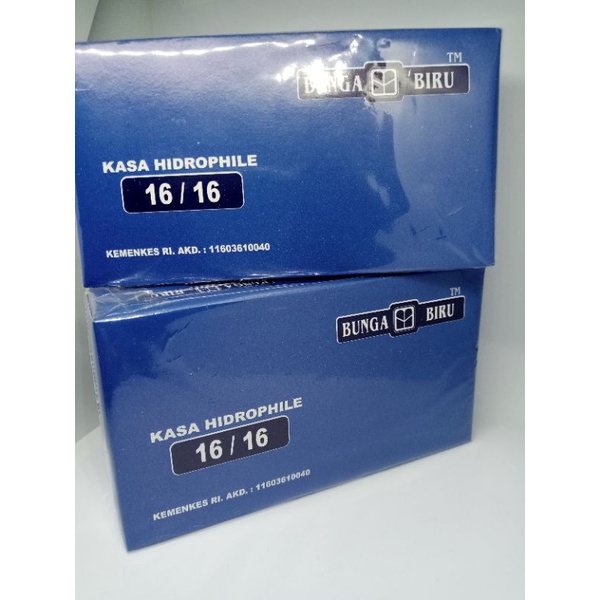 TM
BUNGA BIRU
KASA HIDROPHILE
16 / 16
KEMENKES RI. AKD. : 11603610040
TM
BUNGA BIRU
KASA HIDROPHILE
16 / 16
KEMENKES RI. AKD. : 11603610040